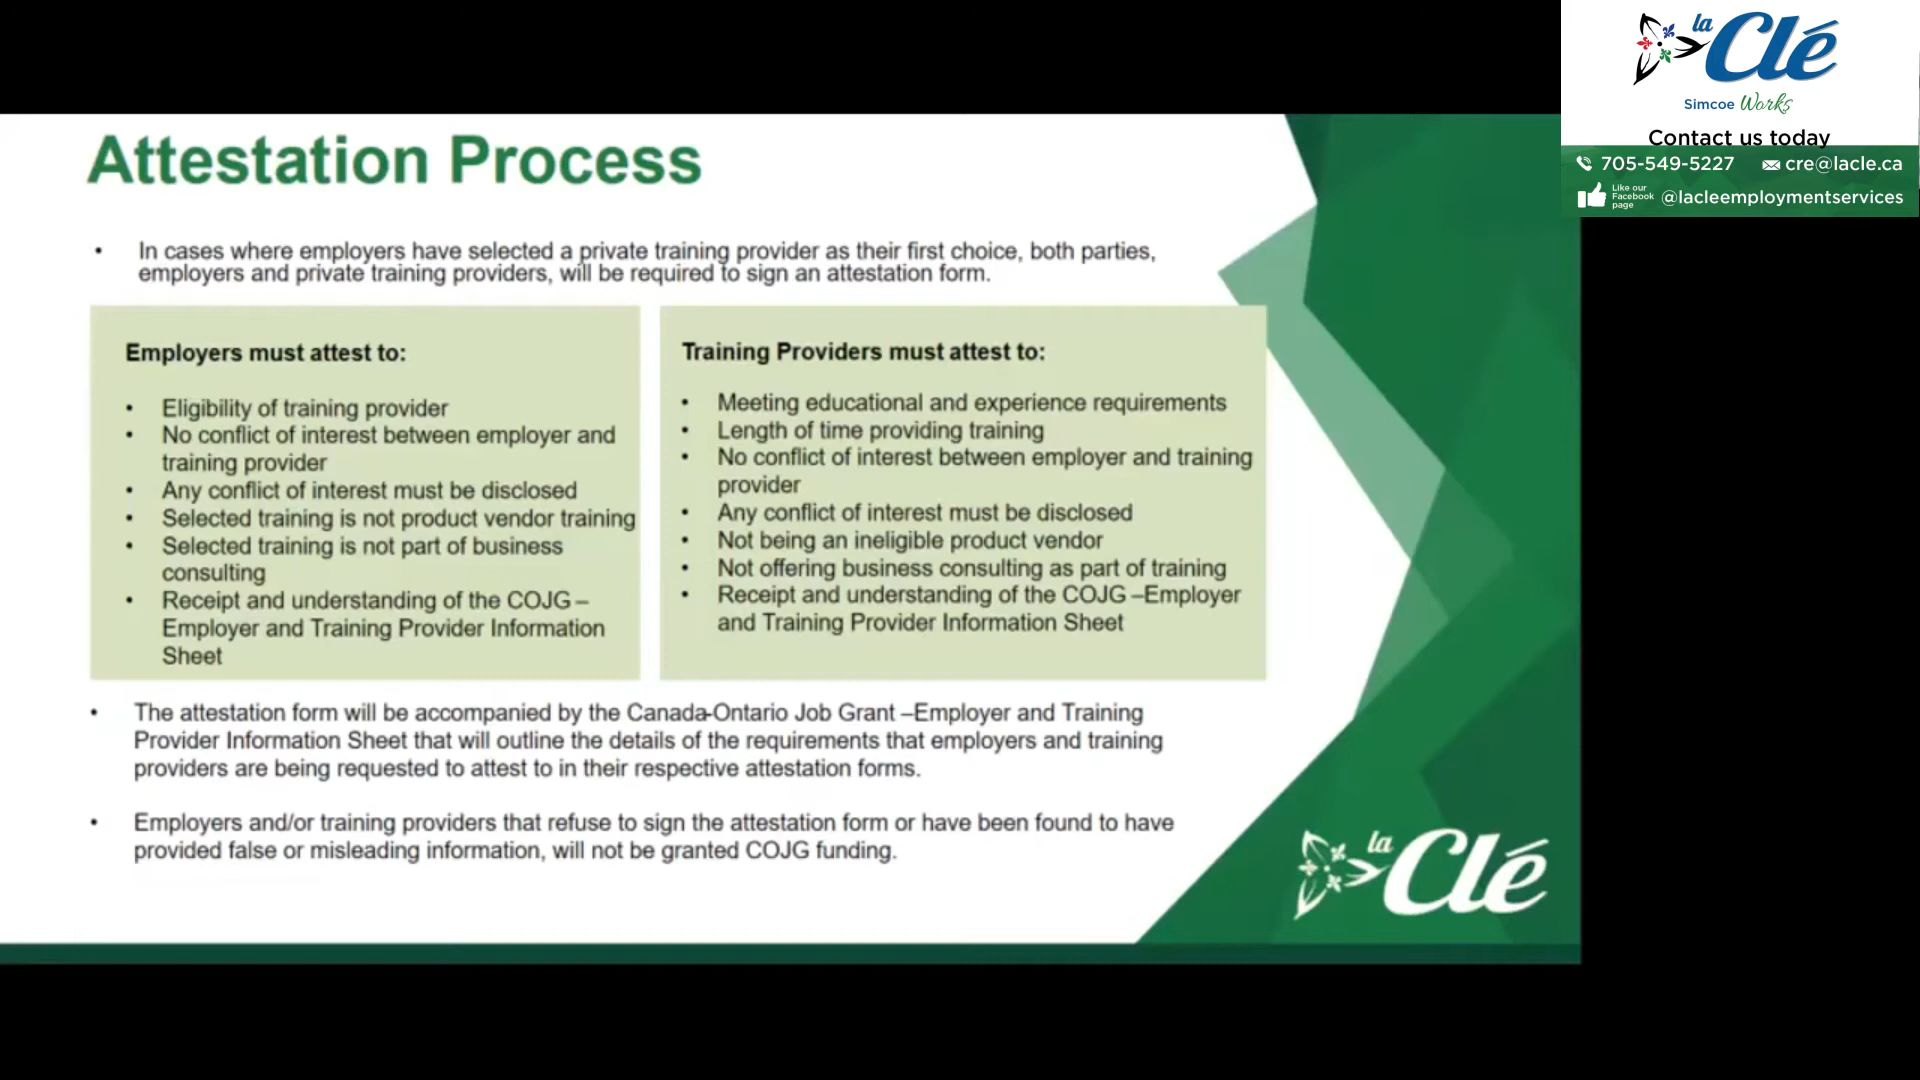 la Clé
Simcoe Works
Contact us today
705-549-5227 cre@lacle.ca
Like our
Facebook
page
@lacleemploymentservices
Attestation Process
• In cases where employers have selected a private training provider as their first choice, both parties,
employers and private training providers, will be required to sign an attestation form.
Employers must attest to:
• Eligibility of training provider
• No conflict of interest between employer and
training provider
• Any conflict of interest must be disclosed
• Selected training is not product vendor training
• Selected training is not part of business
consulting
• Receipt and understanding of the COJG –
Employer and Training Provider Information
Sheet
Training Providers must attest to:
• Meeting educational and experience requirements
• Length of time providing training
• No conflict of interest between employer and training
provider
• Any conflict of interest must be disclosed
• Not being an ineligible product vendor
• Not offering business consulting as part of training
• Receipt and understanding of the COJG –Employer
and Training Provider Information Sheet
• The attestation form will be accompanied by the Canada-Ontario Job Grant –Employer and Training
Provider Information Sheet that will outline the details of the requirements that employers and training
providers are being requested to attest to in their respective attestation forms.
• Employers and/or training providers that refuse to sign the attestation form or have been found to have
provided false or misleading information, will not be granted COJG funding.
la Clé